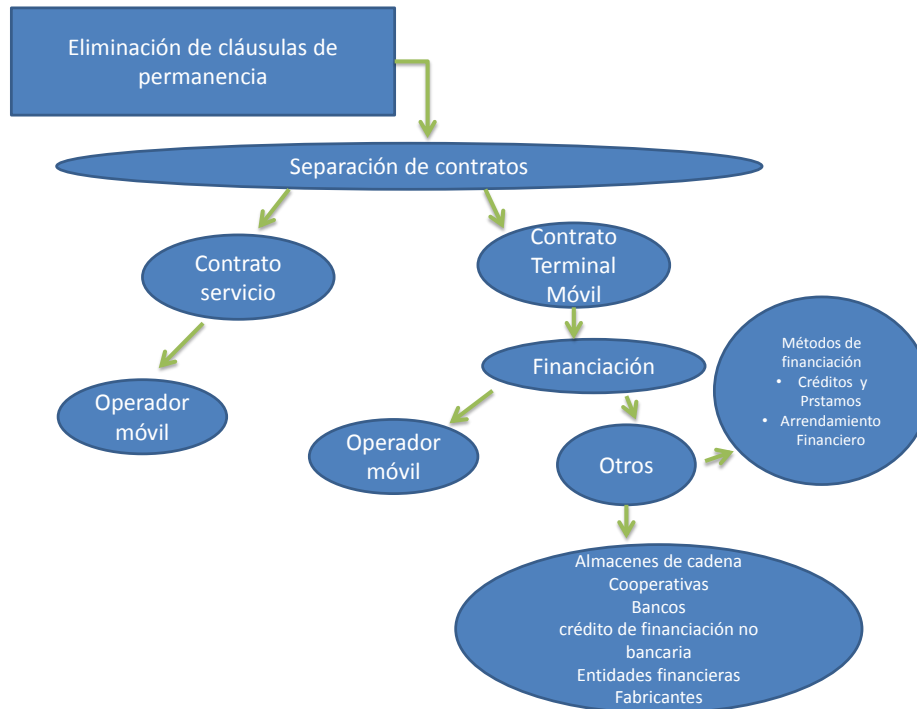 Eliminación de cláusulas de
permanencia
Separación de contratos
Contrato
servicio
Contrato
Terminal
Móvil
Operador
móvil
Financiación
Operador
móvil
Otros
Métodos de
financiación
• Créditos y
Prstamos
• Arrendamiento
Financiero
Almacenes de cadena
Cooperativas
Bancos
crédito de financiación no
bancaria
Entidades financieras
Fabricantes